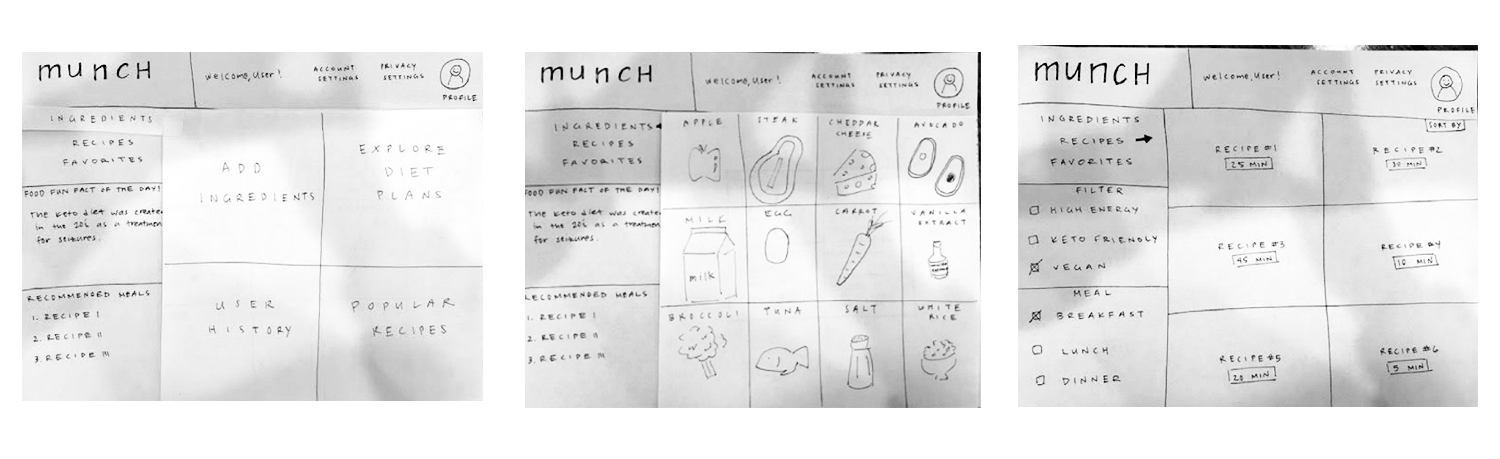 munch
welcome, user!
ACCOUNT
SETTINGS
PRIVACY
SETTINGS
PROFILE
INGREDIENTS
RECIPES
FAVORITES
FOOD FUN FACT OF THE DAY!
The keto diet was create
in the 20's as a treatmen
for seizures.
RECOMMENDED MEALS
1. RECIPE I
2. RECIPE II
3. RECIPE III
ADD
INGREDIENTS
EXPLORE
DIET
PLANS
USER
HISTORY
POPULAR
RECIPES
munch
welcome, user!
ACCOUNT
SETTINGS
PRIVACY
SETTINGS
PROFILE
INGREDIENTS
RECIPES
FAVORITES
FOOD FUN FACT OF THE DAY!
The keto diet was create
in the 20's as a treatmen
for seizures.
RECOMMENDED MEALS
1. RECIPE I
2. RECIPE II
3. RECIPE III
APPLE
STEAK
CHEDDAR
CHEESE
AVOCADO
MILK
milk
EGG
CARROT
VANILLA
EXTRACT
BROCCOLI
TUNA
SALT
WHITE
RICE
munch
welcome, user!
ACCOUNT
SETTINGS
PRIVACY
SETTINGS
PROFILE
INGREDIENTS
RECIPES
FAVORITES
FILTER
HIGH ENERGY
KETO FRIENDLY
VEGAN
MEAL
BREAKFAST
LUNCH
DINNER
SORT BY
RECIPE #1
25 MIN
RECIPE #2
30 MIN
RECIPE #3
45 MIN
RECIPE #4
10 MIN
RECIPE #5
20 MIN
RECIPE #6
5 MIN